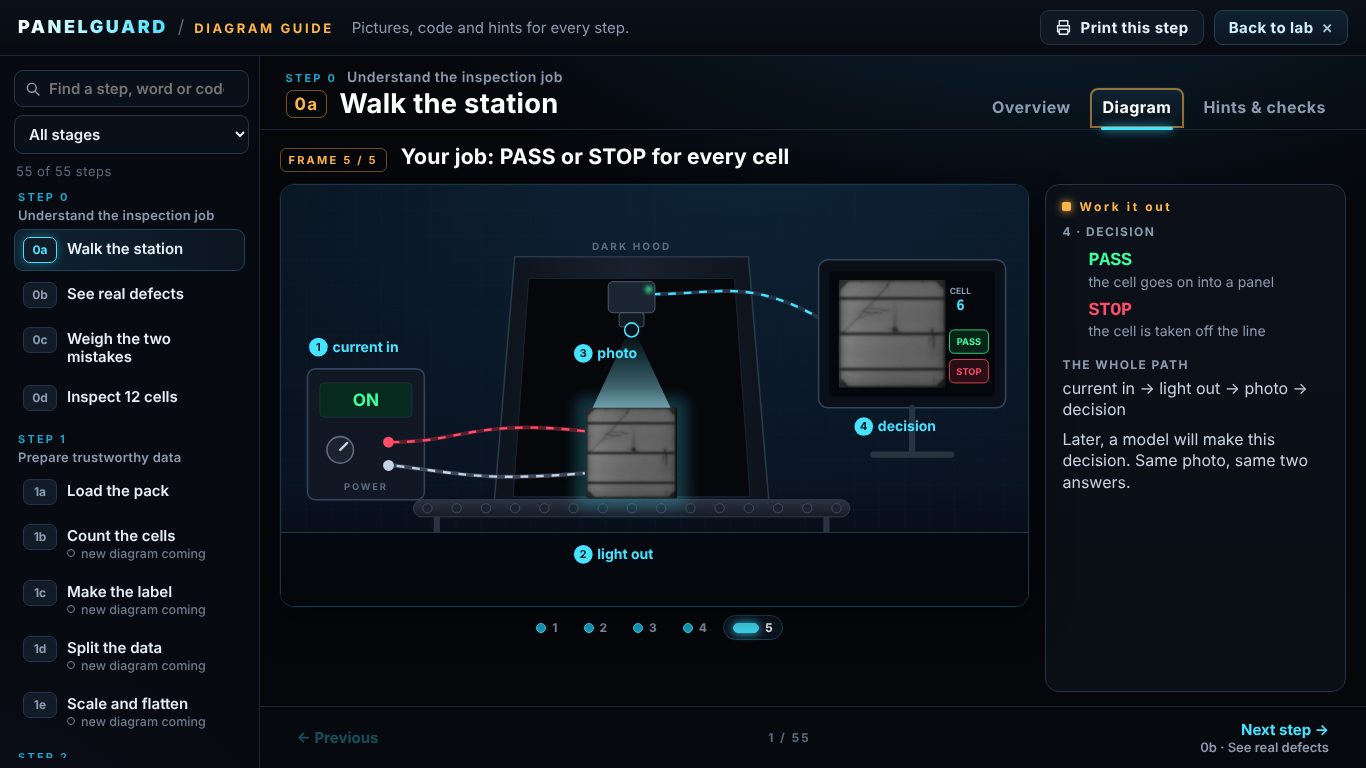 PANELGUARD / DIAGRAM GUIDE Pictures, code and hints for every step.
Print this step
Back to lab ×
Find a step, word or cod
All stages
55 of 55 steps
STEP 0
Understand the inspection job
0a Walk the station
0b See real defects
0c Weigh the two
mistakes
0d Inspect 12 cells
STEP 1
Prepare trustworthy data
1a Load the pack
1b Count the cells
new diagram coming
1c Make the label
new diagram coming
1d Split the data
new diagram coming
1e Scale and flatten
new diagram coming
STEP 2
STEP 0 Understand the inspection job
0a Walk the station
Overview
Diagram
Hints & checks
FRAME 5 / 5 Your job: PASS or STOP for every cell
DARK HOOD
1 current in
ON
POWER
3 photo
2 light out
CELL
6
PASS
STOP
4 decision
1 2 3 4 5
Work it out
4 · DECISION
PASS
the cell goes on into a panel
STOP
the cell is taken off the line
THE WHOLE PATH
current in → light out → photo →
decision
Later, a model will make this
decision. Same photo, same two
answers.
← Previous
1 / 55
Next step →
0b · See real defects